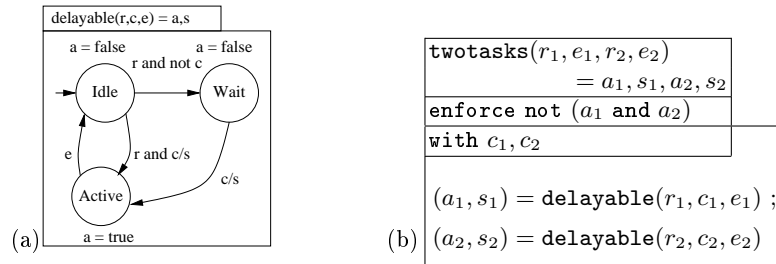 delayable(r,c,e) = a,s
a = false
a = false
r and not c
Idle
Wait
e
r and c/s
c/s
Active
a = true
(a)
twotasks(r₁, e₁, r₂, e₂)
= a₁, s₁, a₂, s₂
enforce not (a₁ and a₂)
with c₁, c₂
(a₁, s₁) = delayable(r₁, c₁, e₁) ;
(a₂, s₂) = delayable(r₂, c₂, e₂)
(b)